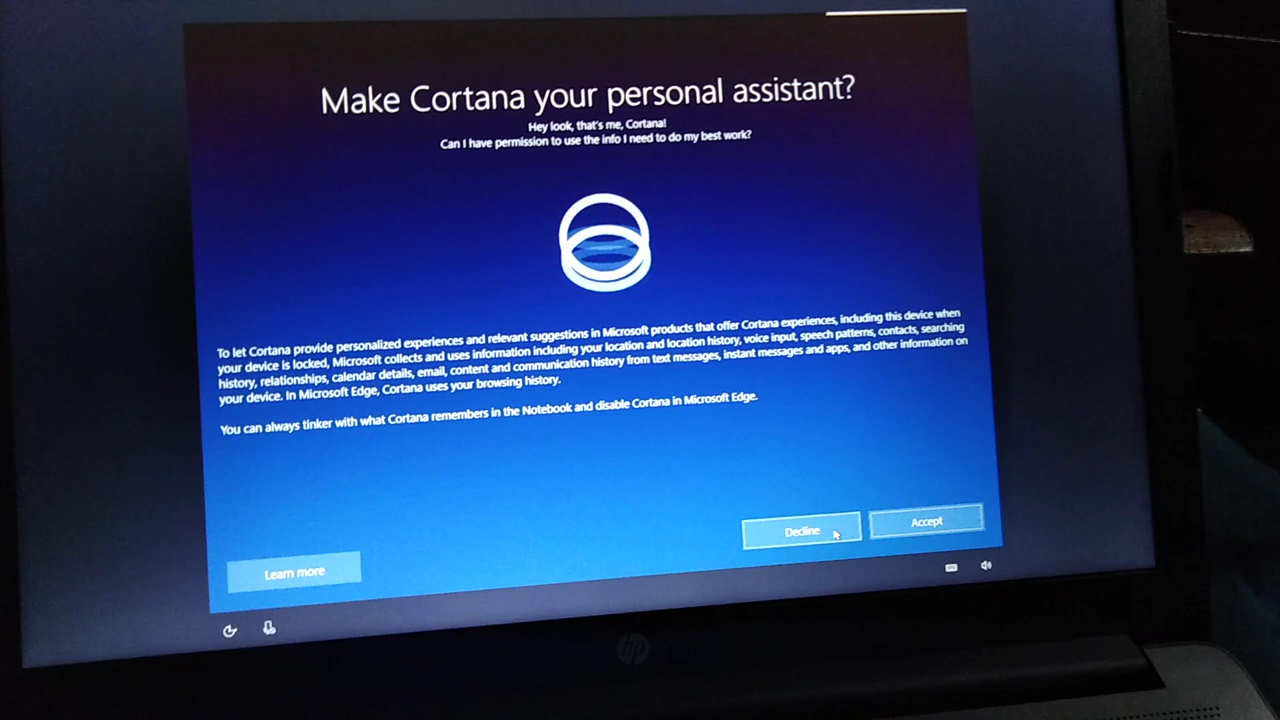 Make Cortana your personal assistant?
Hey look, that's me, Cortana!
Can I have permission to use the info I need to do my best work?
To let Cortana provide personalized experiences and relevant suggestions in Microsoft products that offer Cortana experiences, including this device when
your device is locked, Microsoft collects and uses information including your location and location history, voice input, speech patterns, contacts, searching
history, relationships, calendar details, email, content and communication history from text messages, instant messages and apps, and other information on
your device. In Microsoft Edge, Cortana uses your browsing history.
You can always tinker with what Cortana remembers in the Notebook and disable Cortana in Microsoft Edge.
Decline
Accept
Learn more
hp